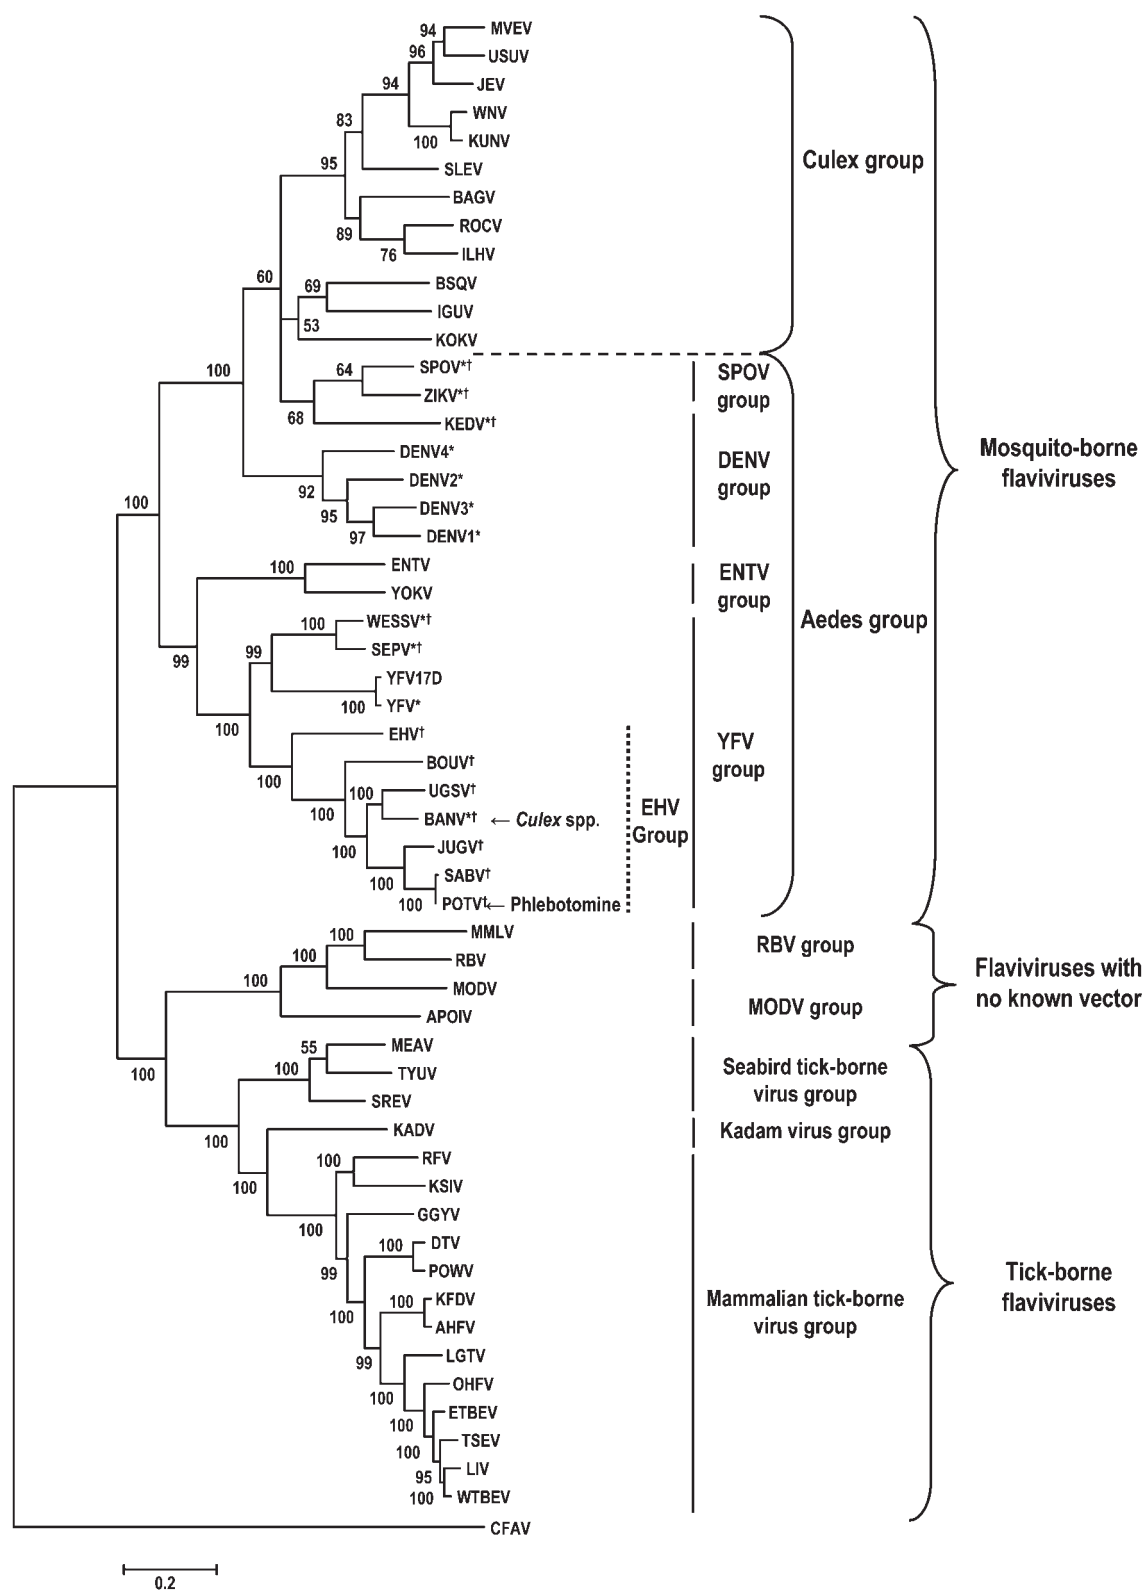 MVEV
94
USUV
96
JEV
94
WNV
100
KUNV
83
SLEV
95
BAGV
89
ROCV
76
ILHV
Culex group
60
BSQV
69
IGUV
53
KOKV
100
SPOV*†
64
ZIKV*†
68
KEDV*†
SPOV
group
DENV4*
92
DENV2*
95
DENV3*
97
DENV1*
DENV
group
Mosquito-borne
flaviviruses
100
ENTV
100
YOKV
ENTV
group
Aedes group
99
WESSV*†
100
SEPV*†
99
YFV17D
100
YFV*
100
EHV†
100
BOUV†
100
UGSV†
100
BANV*†
← Culex spp.
100
JUGV†
100
SABV†
100
POTV†
← Phlebotomine
EHV
Group
YFV
group
MMLV
100
RBV
100
MODV
100
APOIV
RBV group
MODV group
Flaviviruses with
no known vector
100
MEAV
55
TYUV
100
SREV
100
Seabird tick-borne
virus group
KADV
100
Kadam virus group
RFV
100
KSIV
100
GGYV
99
DTV
100
POWV
100
KFDV
100
AHFV
99
LGTV
100
OHFV
100
ETBEV
100
TSEV
95
LIV
100
WTBEV
Mammalian tick-borne
virus group
Tick-borne
flaviviruses
CFAV
0.2